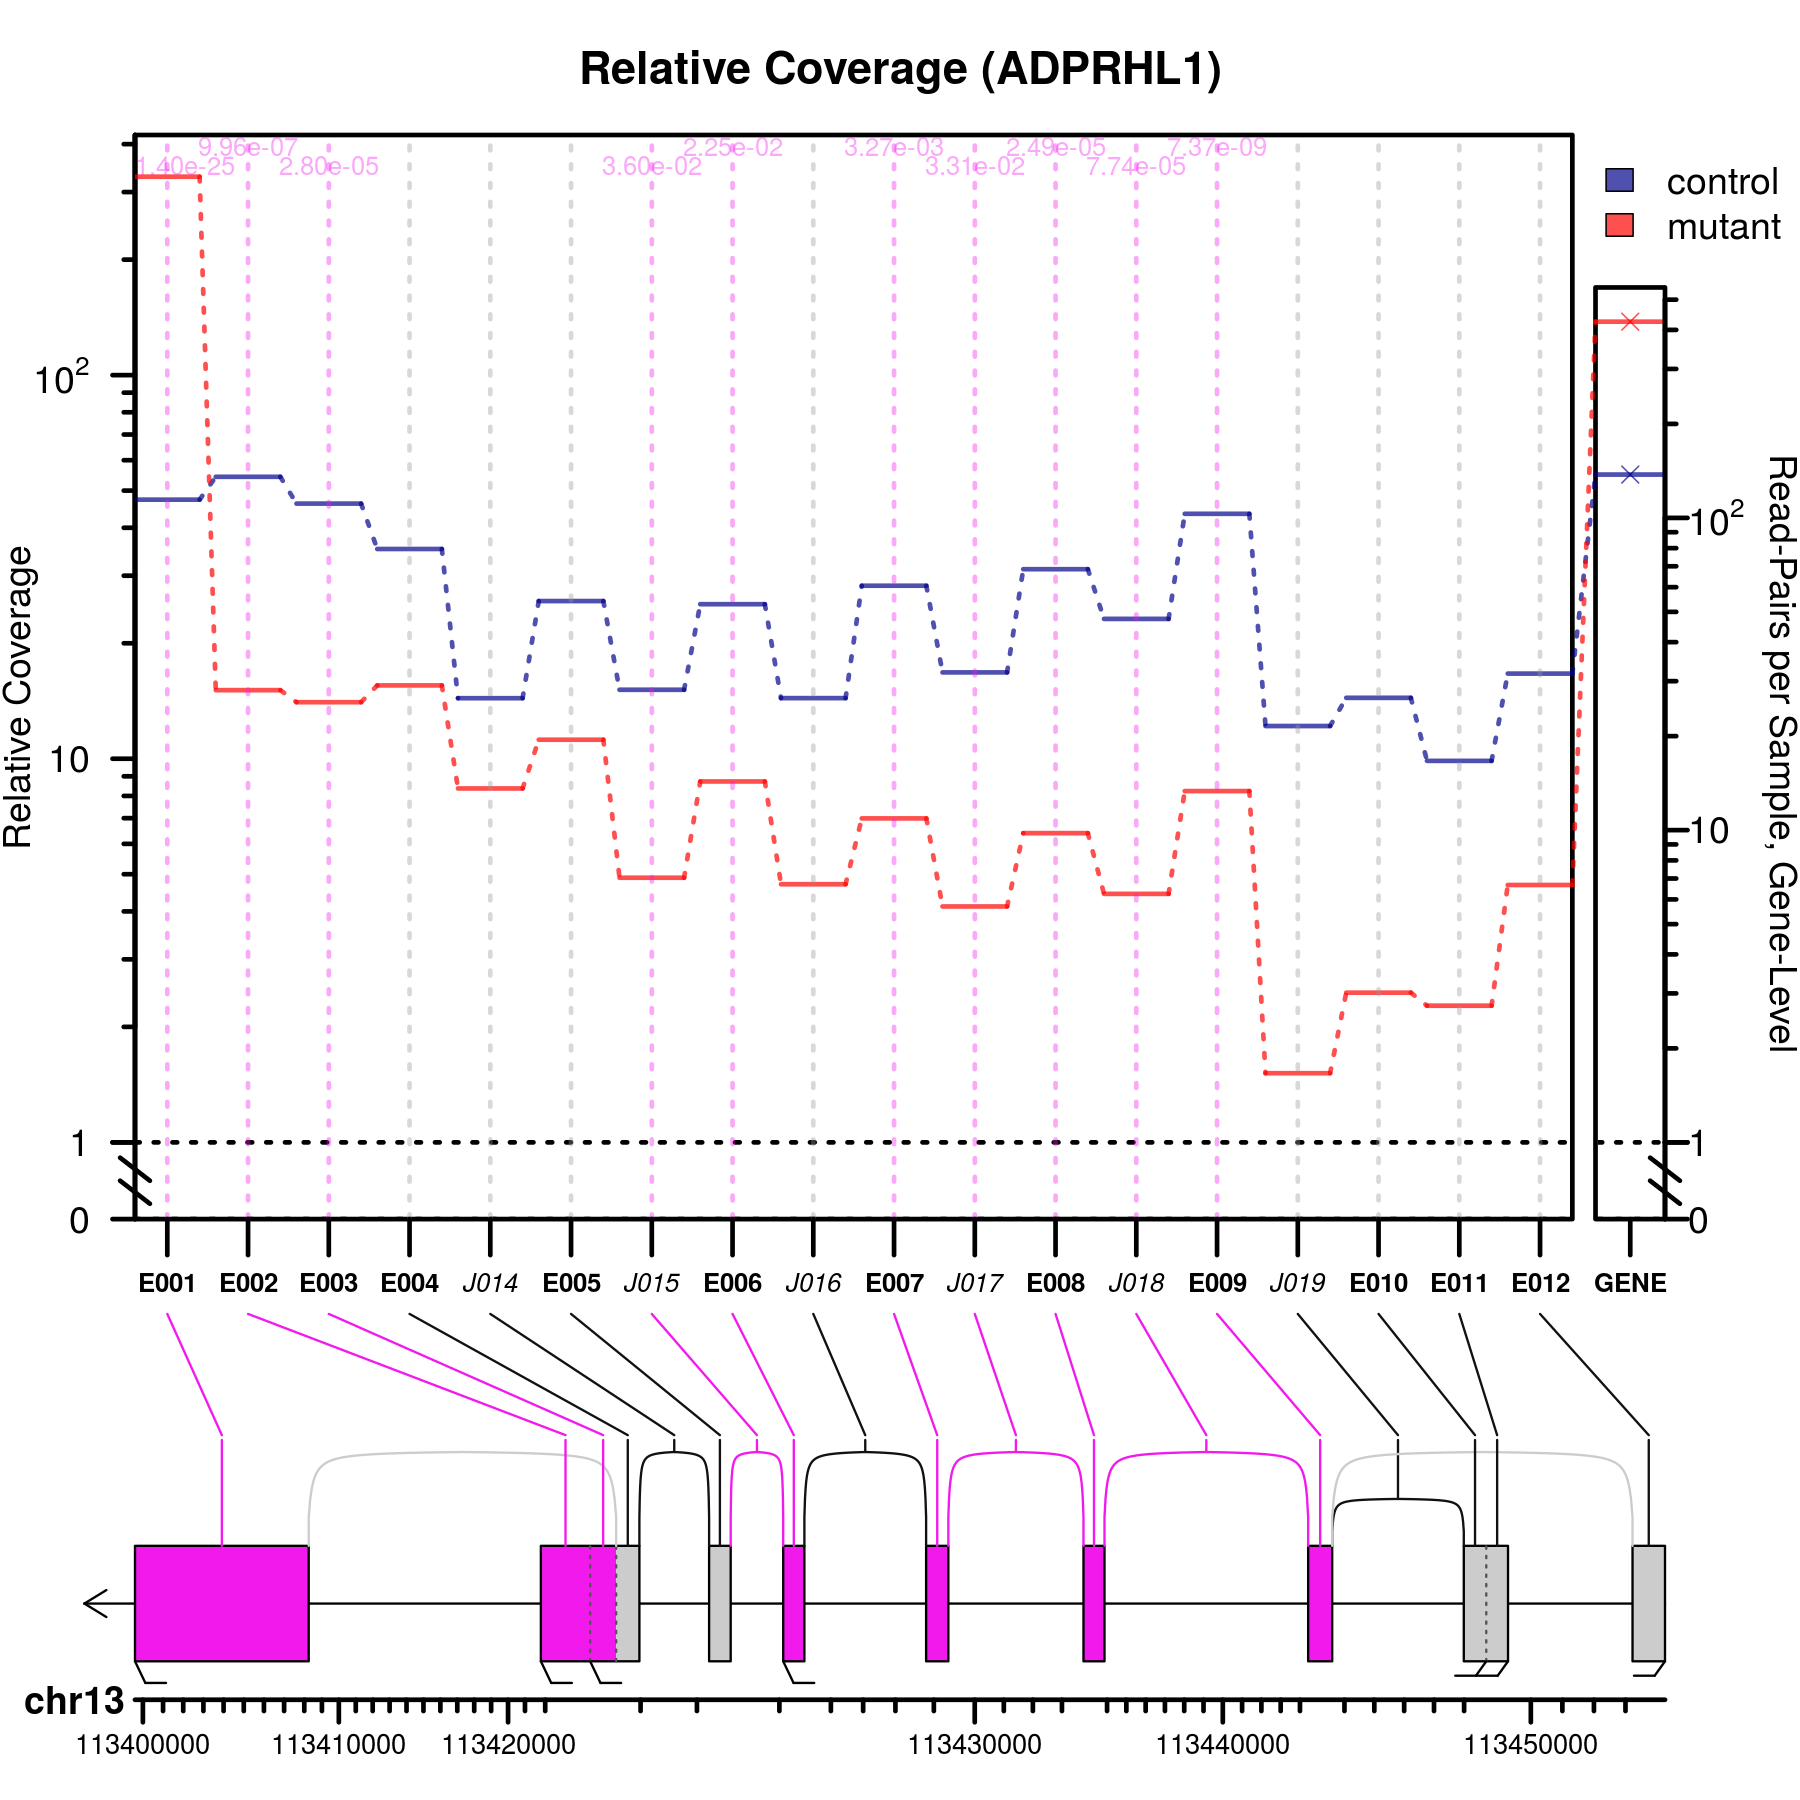 Relative Coverage (ADPRHL1)
9.96e-07 2.25e-02 3.27e-03 2.49e-05 7.37e-09
1.40e-25 2.80e-05 3.60e-02 3.31e-02 7.74e-05
control
mutant
10²
10
1
0
Relative Coverage
10²
10
1
0
Read-Pairs per Sample, Gene-Level
E001 E002 E003 E004 J014 E005 J015 E006 J016 E007 J017 E008 J018 E009 J019 E010 E011 E012 GENE
chr13
113400000 113410000 113420000 113430000 113440000 113450000